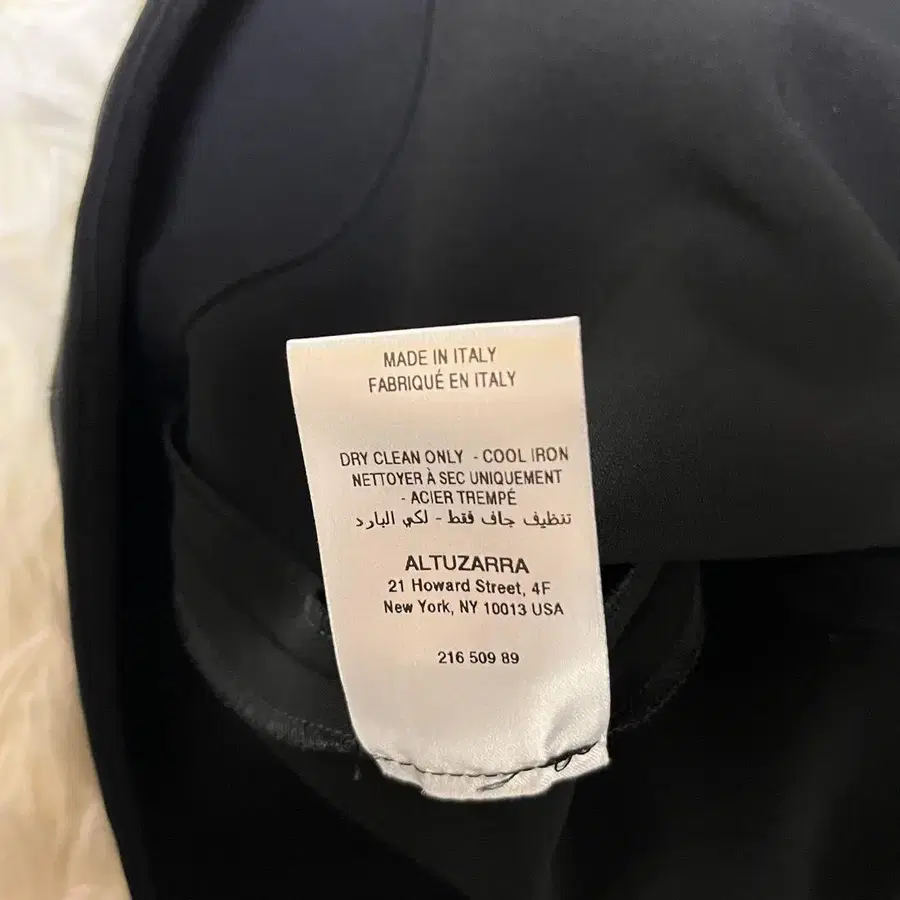 MADE IN ITALY
FABRIQUÉ EN ITALY
DRY CLEAN ONLY - COOL IRON
NETTOYER À SEC UNIQUEMENT
- ACIER TREMPÉ
تنظيف جاف فقط - لكي البارد
ALTUZARRA
21 Howard Street, 4F
New York, NY 10013 USA
216 509 89